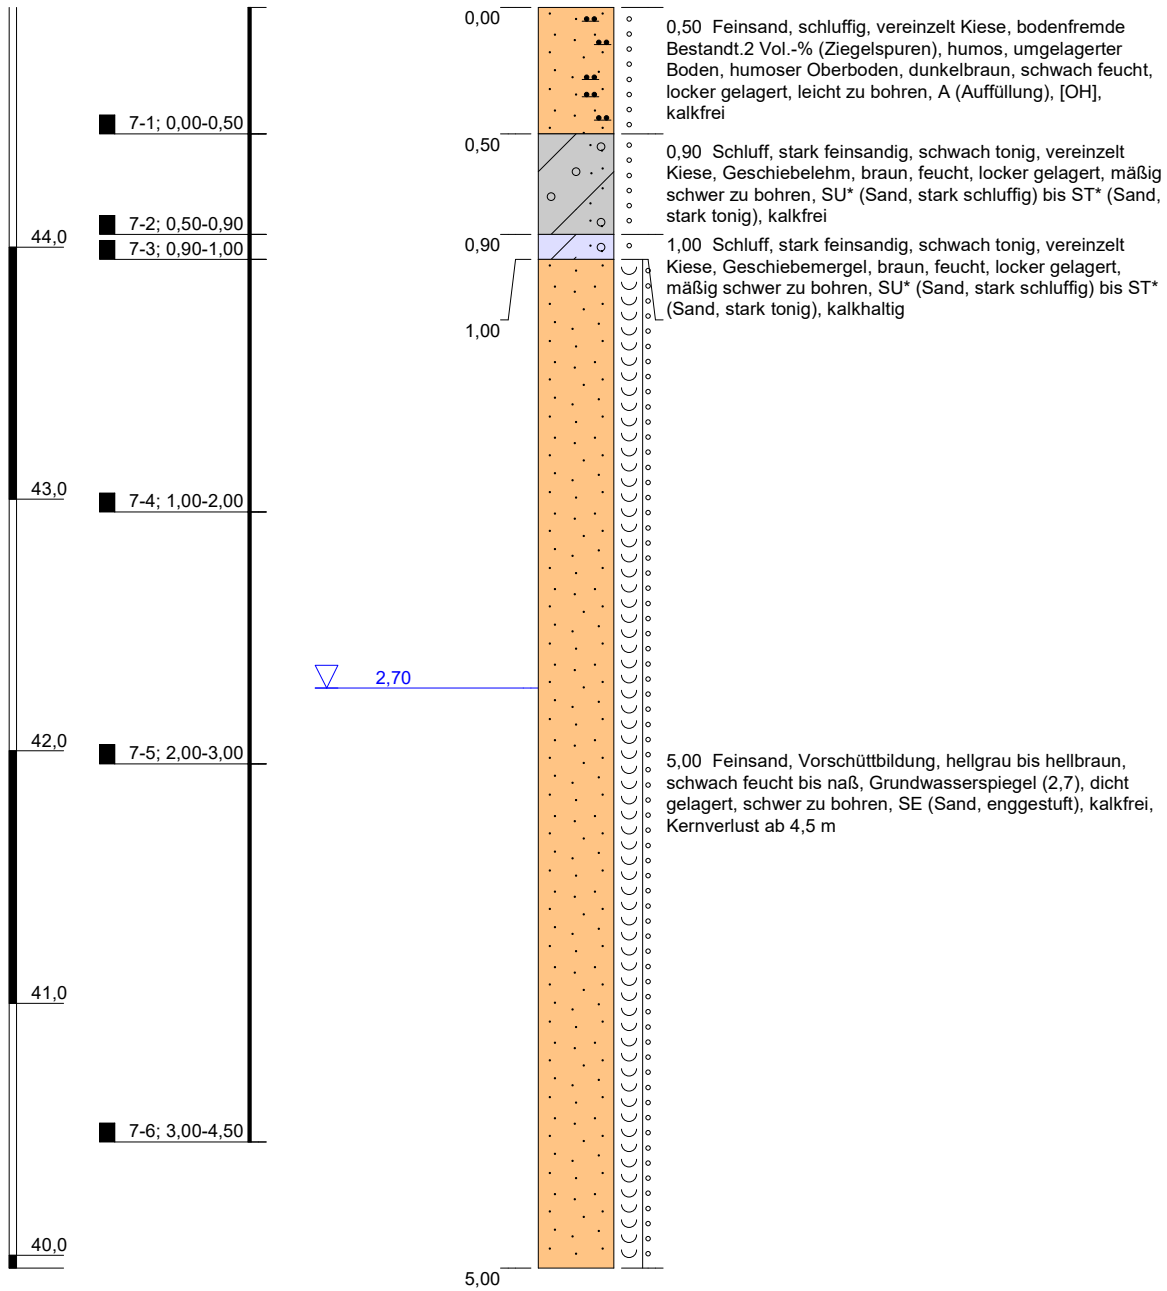 0,00
0,50 Feinsand, schluffig, vereinzelt Kiese, bodenfremde
Bestandt.2 Vol.-% (Ziegelspuren), humos, umgelagerter
Boden, humoser Oberboden, dunkelbraun, schwach feucht,
locker gelagert, leicht zu bohren, A (Auffüllung), [OH],
kalkfrei
7-1; 0,00-0,50
0,50
0,90 Schluff, stark feinsandig, schwach tonig, vereinzelt
Kiese, Geschiebelehm, braun, feucht, locker gelagert, mäßig
schwer zu bohren, SU* (Sand, stark schluffig) bis ST* (Sand,
stark tonig), kalkfrei
7-2; 0,50-0,90
44,0
7-3; 0,90-1,00
0,90
1,00 Schluff, stark feinsandig, schwach tonig, vereinzelt
Kiese, Geschiebemergel, braun, feucht, locker gelagert,
mäßig schwer zu bohren, SU* (Sand, stark schluffig) bis ST*
(Sand, stark tonig), kalkhaltig
1,00
43,0
7-4; 1,00-2,00
2,70
42,0
7-5; 2,00-3,00
5,00 Feinsand, Vorschüttbildung, hellgrau bis hellbraun,
schwach feucht bis naß, Grundwasserspiegel (2,7), dicht
gelagert, schwer zu bohren, SE (Sand, enggestuft), kalkfrei,
Kernverlust ab 4,5 m
41,0
7-6; 3,00-4,50
40,0
5,00